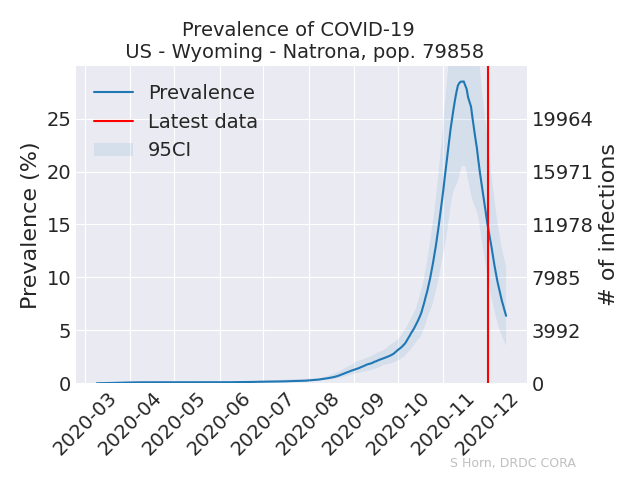 Prevalence of COVID-19
US - Wyoming - Natrona, pop. 79858
Prevalence
Latest data
95CI
Prevalence (%)
25
20
15
10
5
0
19964
15971
11978
7985
3992
0
# of infections
2020-03
2020-04
2020-05
2020-06
2020-07
2020-08
2020-09
2020-10
2020-11
2020-12
S Horn, DRDC CORA